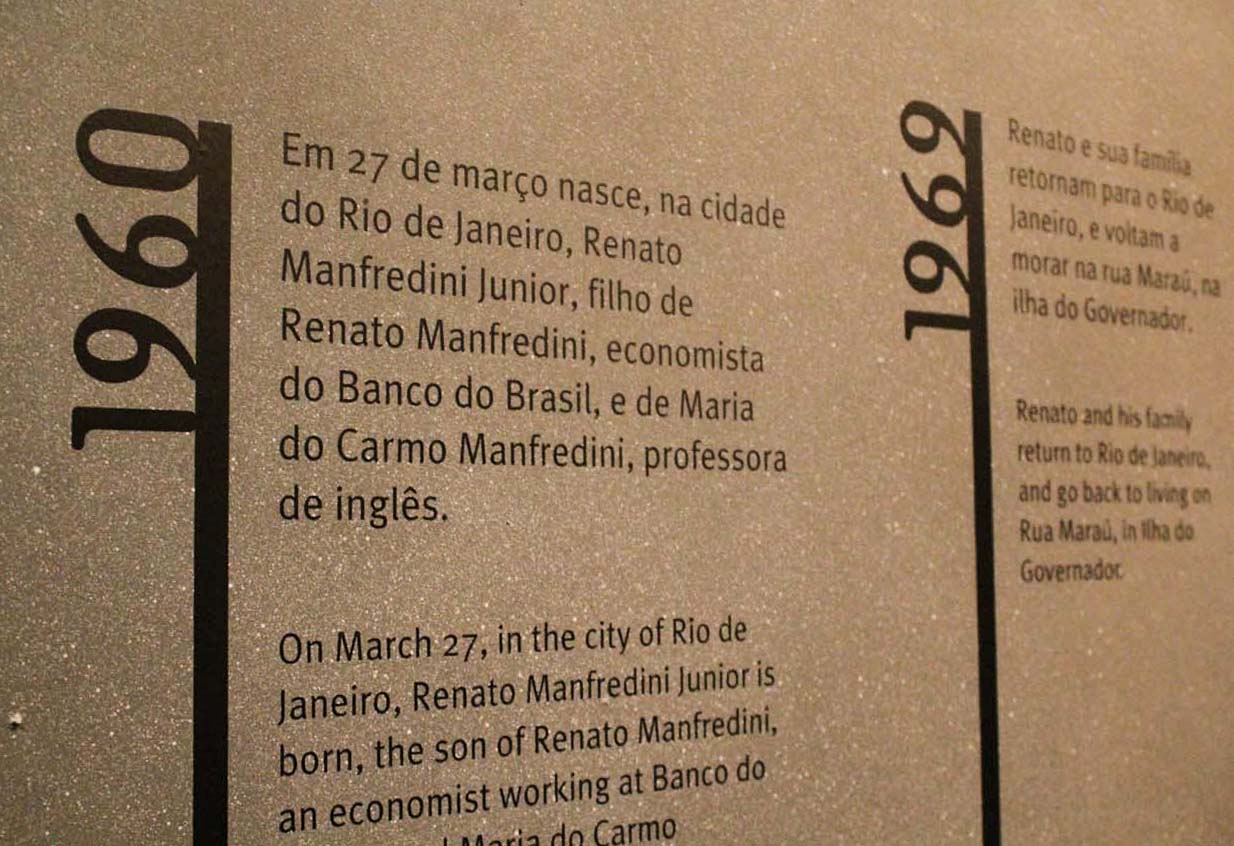 1960
Em 27 de março nasce, na cidade
do Rio de Janeiro, Renato
Manfredini Junior, filho de
Renato Manfredini, economista
do Banco do Brasil, e de Maria
do Carmo Manfredini, professora
de inglês.
On March 27, in the city of Rio de
Janeiro, Renato Manfredini Junior is
born, the son of Renato Manfredini,
an economist working at Banco do
Maria do Carmo
1969
Renato e sua família
retornam para o Rio de
Janeiro, e voltam a
morar na rua Maraú, na
ilha do Governador.
Renato and his family
return to Rio de Janeiro,
and go back to living on
Rua Maraú, in Ilha do
Governador.